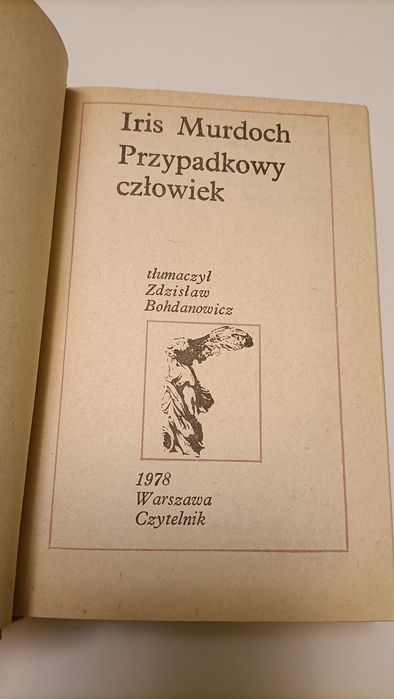 Iris Murdoch
Przypadkowy
człowiek
tłumaczył
Zdzisław
Bohdanowicz
1978
Warszawa
Czytelnik